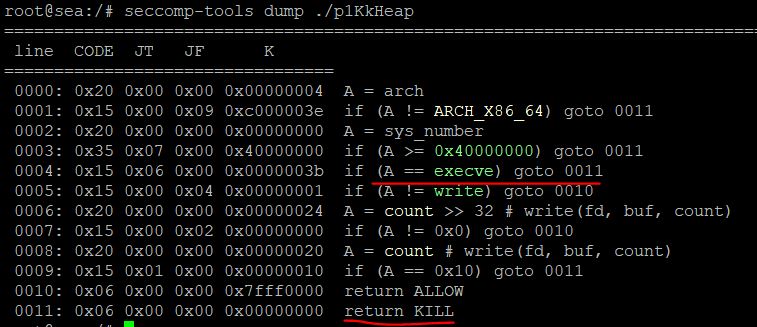 root@sea:/# seccomp-tools dump ./p1KkHeap
===========================================================================
 line  CODE  JT   JF      K
=================================
 0000: 0x20 0x00 0x00 0x00000004  A = arch
 0001: 0x15 0x00 0x09 0xc000003e  if (A != ARCH_X86_64) goto 0011
 0002: 0x20 0x00 0x00 0x00000000  A = sys_number
 0003: 0x35 0x07 0x00 0x40000000  if (A >= 0x40000000) goto 0011
 0004: 0x15 0x06 0x00 0x0000003b  if (A == execve) goto 0011
 0005: 0x15 0x00 0x04 0x00000001  if (A != write) goto 0010
 0006: 0x20 0x00 0x00 0x00000024  A = count >> 32 # write(fd, buf, count)
 0007: 0x15 0x00 0x02 0x00000000  if (A != 0x0) goto 0010
 0008: 0x20 0x00 0x00 0x00000020  A = count # write(fd, buf, count)
 0009: 0x15 0x01 0x00 0x00000010  if (A == 0x10) goto 0011
 0010: 0x06 0x00 0x00 0x7fff0000  return ALLOW
 0011: 0x06 0x00 0x00 0x00000000  return KILL